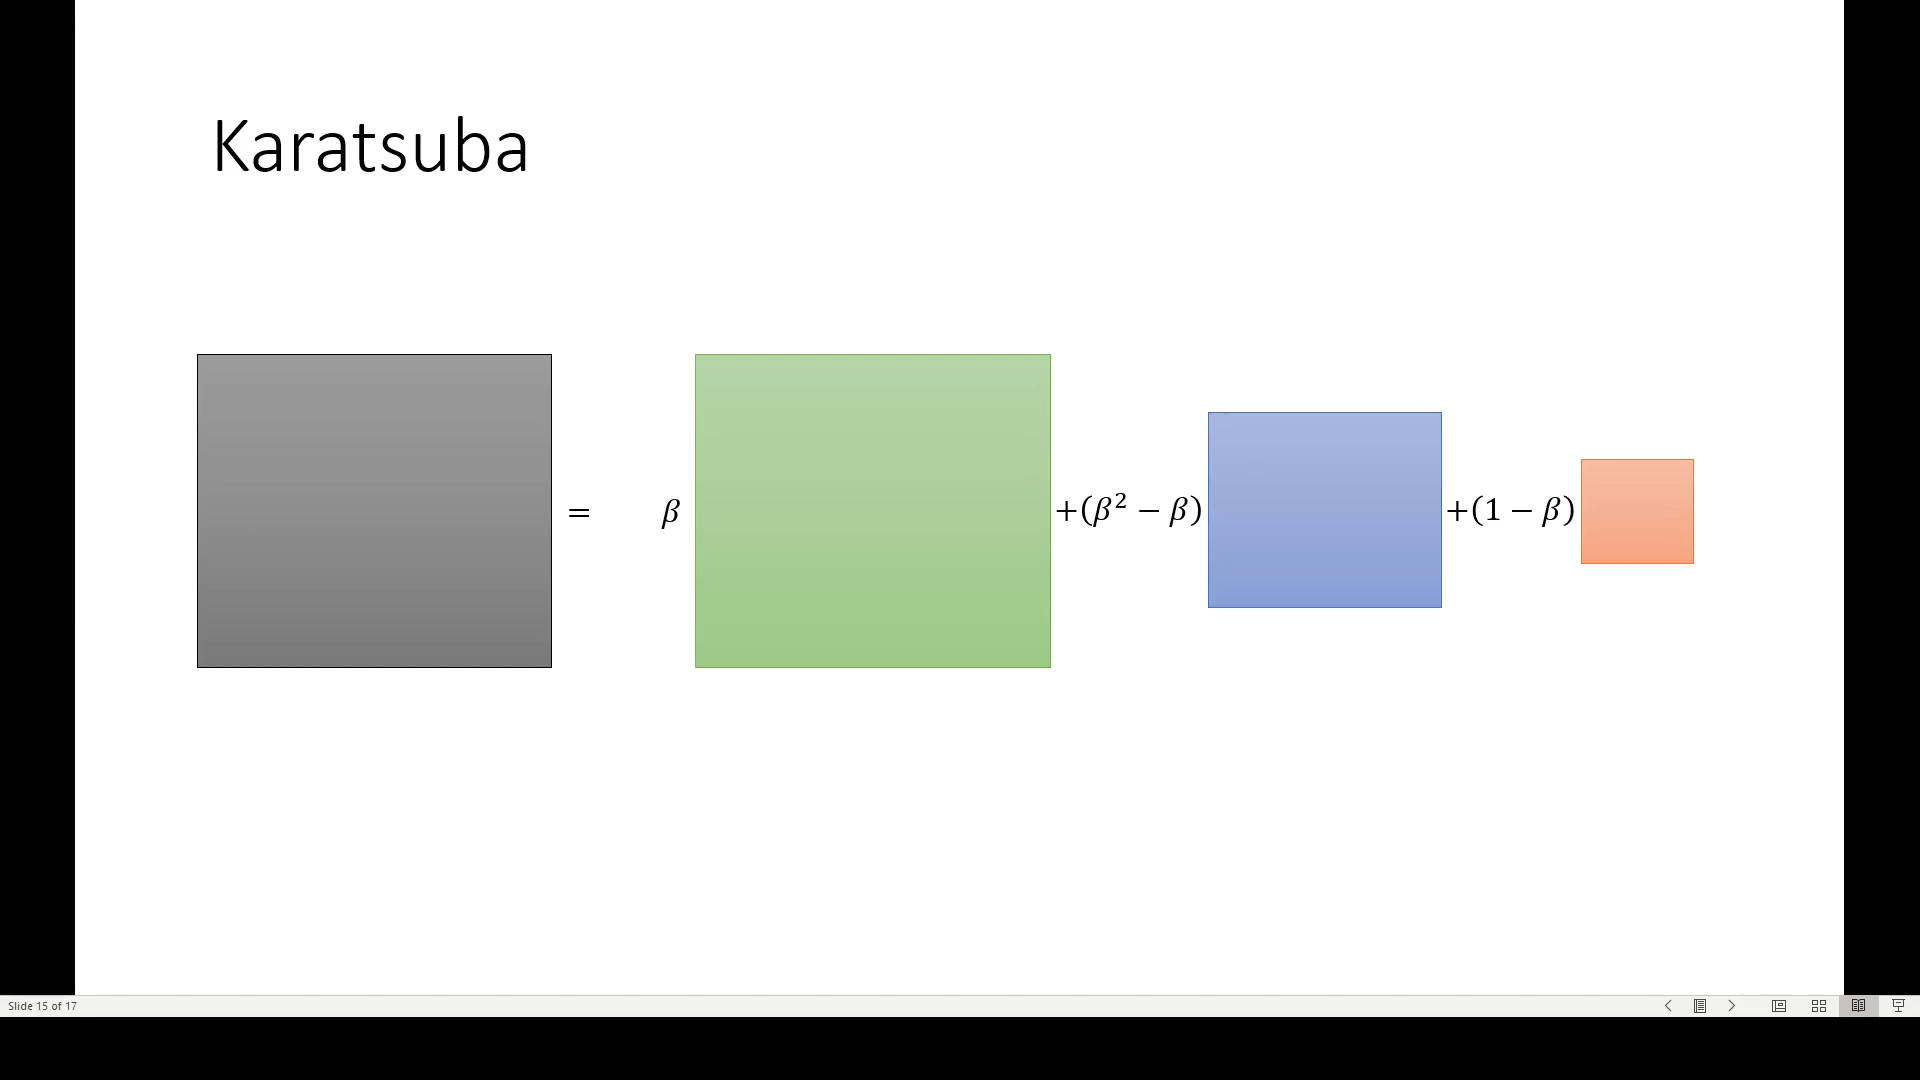 Karatsuba
= β +(β² − β) +(1 − β)
Slide 15 of 17